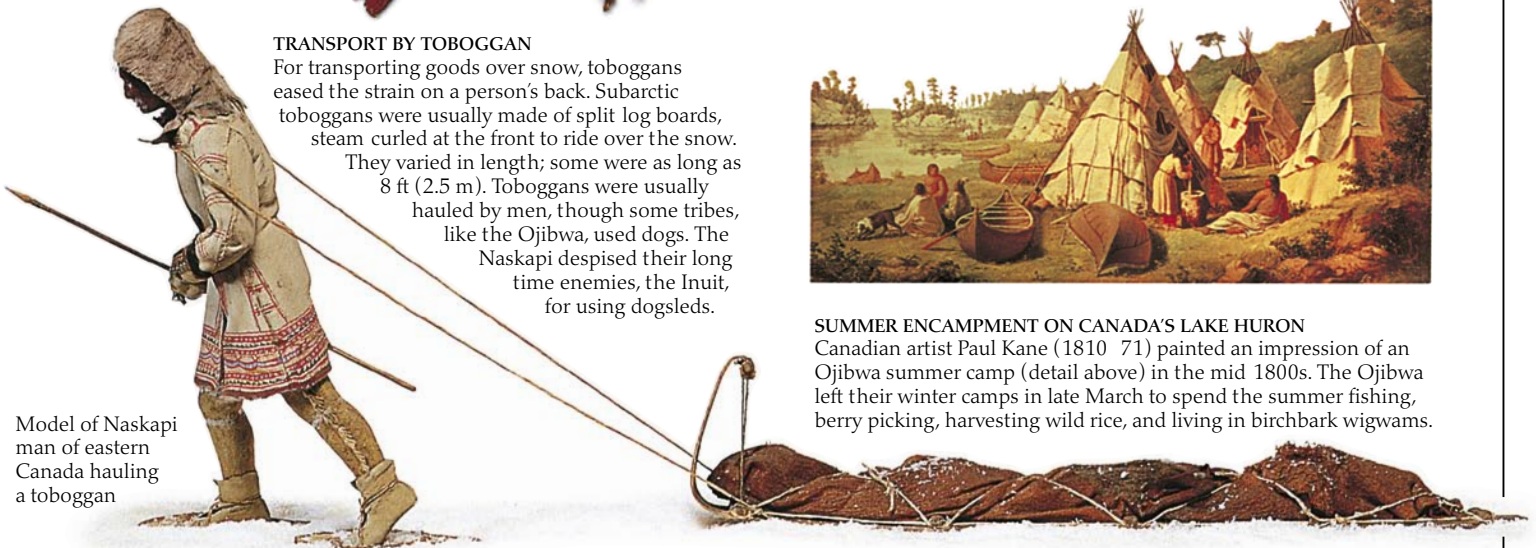 TRANSPORT BY TOBOGGAN
For transporting goods over snow, toboggans
eased the strain on a person's back. Subarctic
toboggans were usually made of split log boards,
steam curled at the front to ride over the snow.
They varied in length; some were as long as
8 ft (2.5 m). Toboggans were usually
hauled by men, though some tribes,
like the Ojibwa, used dogs. The
Naskapi despised their long
time enemies, the Inuit,
for using dogsleds.
SUMMER ENCAMPMENT ON CANADA'S LAKE HURON
Canadian artist Paul Kane (1810 71) painted an impression of an
Ojibwa summer camp (detail above) in the mid 1800s. The Ojibwa
left their winter camps in late March to spend the summer fishing,
berry picking, harvesting wild rice, and living in birchbark wigwams.
Model of Naskapi
man of eastern
Canada hauling
a toboggan